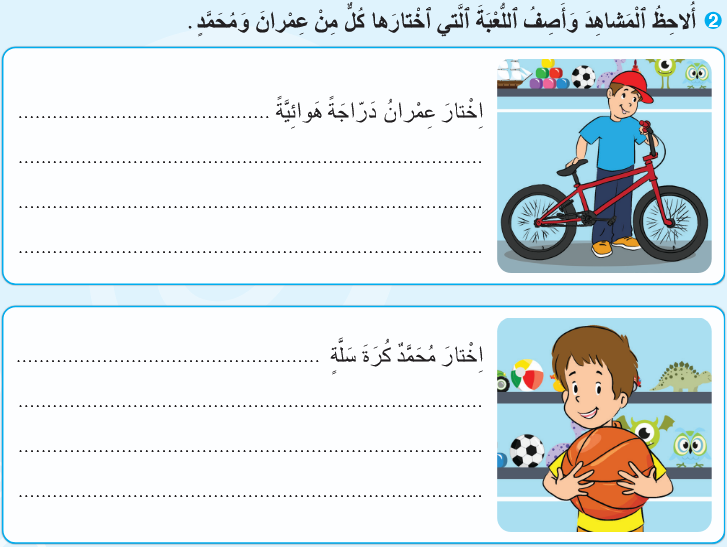 2 أُلاحِظُ ٱلْمَشاهِدَ وَأَصِفُ ٱللُّعْبَةَ ٱلَّتي ٱخْتارَها كُلٌّ مِنْ عِمْرانَ وَمُحَمَّدٍ .
اِخْتارَ عِمْرانُ دَرّاجَةً هَوائِيَّةً ................................................
................................................................................
................................................................................
................................................................................
اِخْتارَ مُحَمَّدٌ كُرَةَ سَلَّةٍ ................................................
................................................................................
................................................................................
................................................................................